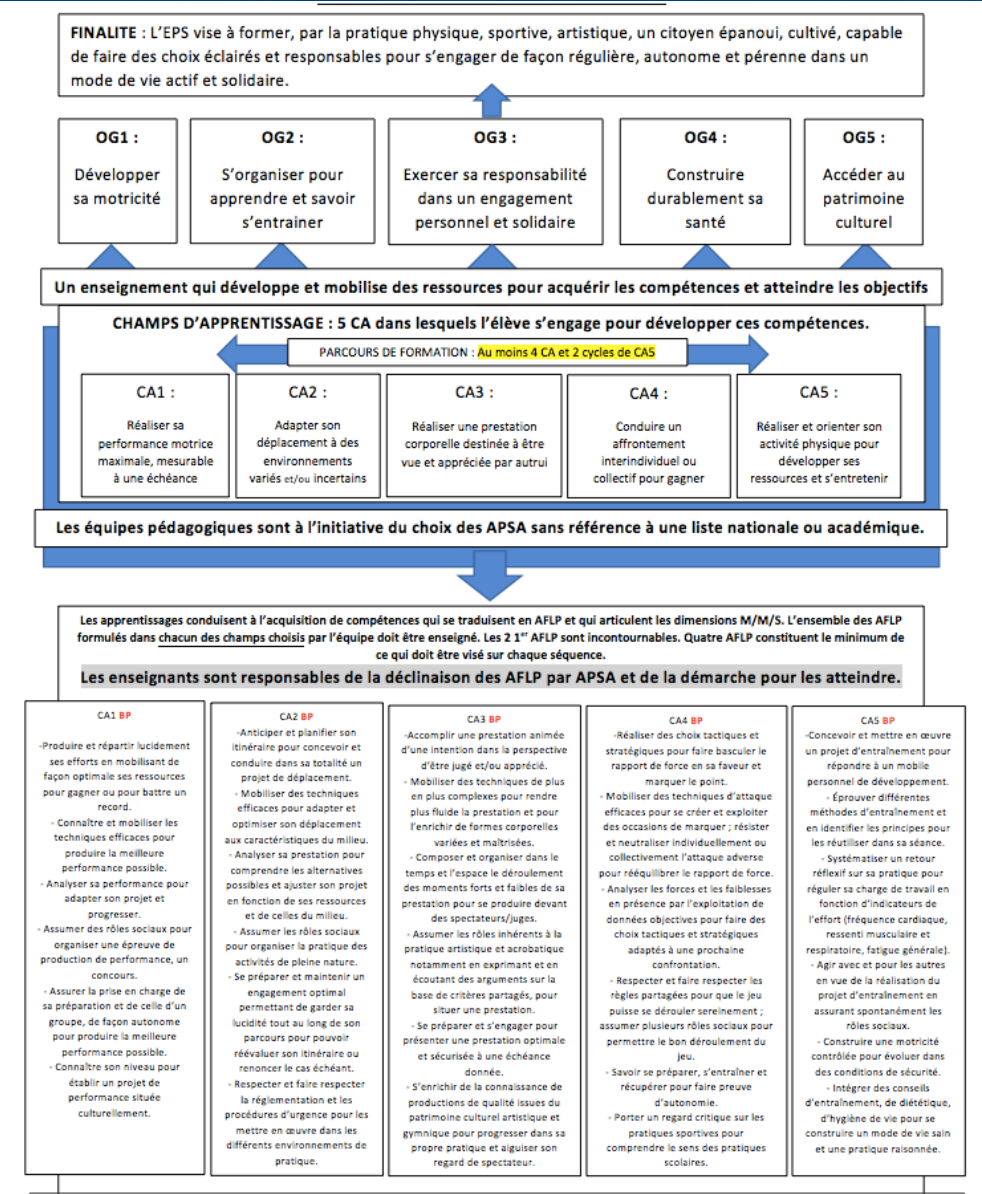 FINALITE : L'EPS vise à former, par la pratique physique, sportive, artistique, un citoyen épanoui, cultivé, capable
de faire des choix éclairés et responsables pour s'engager de façon régulière, autonome et pérenne dans un
mode de vie actif et solidaire.
OG1 :
Développer
sa motricité
OG2 :
S'organiser pour
apprendre et savoir
s'entrainer
OG3 :
Exercer sa responsabilité
dans un engagement
personnel et solidaire
OG4 :
Construire
durablement sa
santé
OG5 :
Accéder au
patrimoine
culturel
Un enseignement qui développe et mobilise des ressources pour acquérir les compétences et atteindre les objectifs
CHAMPS D'APPRENTISSAGE : 5 CA dans lesquels l'élève s'engage pour développer ces compétences.
PARCOURS DE FORMATION : Au moins 4 CA et 2 cycles de CA5
CA1 :
Réaliser sa
performance motrice
maximale, mesurable
à une échéance
CA2 :
Adapter son
déplacement à des
environnements
variés et/ou incertains
CA3 :
Réaliser une prestation
corporelle destinée à être
vue et appréciée par autrui
CA4 :
Conduire un
affrontement
interindividuel ou
collectif pour gagner
CA5 :
Réaliser et orienter son
activité physique pour
développer ses
ressources et s'entretenir
Les équipes pédagogiques sont à l'initiative du choix des APSA sans référence à une liste nationale ou académique.
Les apprentissages conduisent à l'acquisition de compétences qui se traduisent en AFLP et qui articulent les dimensions M/M/S. L'ensemble des AFLP
formulés dans chacun des champs choisis par l'équipe doit être enseigné. Les 2 1ers AFLP sont incontournables. Quatre AFLP constituent le minimum de
ce qui doit être visé sur chaque séquence.
Les enseignants sont responsables de la déclinaison des AFLP par APSA et de la démarche pour les atteindre.
CA1 BP
-Produire et répartir lucidement
ses efforts en mobilisant de
façon optimale ses ressources
pour gagner ou pour battre un
record.
- Connaître et mobiliser les
techniques efficaces pour
produire la meilleure
performance possible.
- Analyser sa performance pour
adapter son projet et
progresser.
- Assumer des rôles sociaux pour
organiser une épreuve de
production de performance, un
concours.
- Assurer la prise en charge de
sa préparation et de celle d'un
groupe, de façon autonome
pour produire la meilleure
performance possible.
- Connaître son niveau pour
établir un projet de
performance située
culturellement.
CA2 BP
-Anticiper et planifier son
itinéraire pour concevoir et
conduire dans sa totalité un
projet de déplacement.
- Mobiliser des techniques
efficaces pour adapter et
optimiser son déplacement
aux caractéristiques du milieu.
- Analyser sa prestation pour
comprendre les alternatives
possibles et ajuster son projet
en fonction de ses ressources
et de celles du milieu.
- Assumer les rôles sociaux
pour organiser la pratique des
activités de pleine nature.
- Se préparer et maintenir un
engagement optimal
permettant de garder sa
lucidité tout au long de son
parcours pour pouvoir
réévaluer son itinéraire ou
renoncer le cas échéant.
- Respecter et faire respecter
la réglementation et les
procédures d'urgence pour les
mettre en œuvre dans les
différents environnements de
pratique.
CA3 BP
-Accomplir une prestation animée
d'une intention dans la perspective
d'être jugé et/ou apprécié.
- Mobiliser des techniques de plus
en plus complexes pour rendre
plus fluide la prestation et pour
l'enrichir de formes corporelles
variées et maîtrisées.
- Composer et organiser dans le
temps et l'espace le déroulement
des moments forts et faibles de sa
prestation pour se produire devant
des spectateurs/juges.
- Assumer les rôles inhérents à la
pratique artistique et acrobatique
notamment en exprimant et en
écoutant des arguments sur la
base de critères partagés, pour
situer une prestation.
- Se préparer et s'engager pour
présenter une prestation optimale
et sécurisée à une échéance
donnée.
- S'enrichir de la connaissance de
productions de qualité issues du
patrimoine culturel artistique et
gymnique pour progresser dans sa
propre pratique et aiguiser son
regard de spectateur.
CA4 BP
-Réaliser des choix tactiques et
stratégiques pour faire basculer le
rapport de force en sa faveur et
marquer le point.
- Mobiliser des techniques d'attaque
efficaces pour se créer et exploiter
des occasions de marquer ; résister
et neutraliser individuellement ou
collectivement l'attaque adverse
pour rééquilibrer le rapport de force.
- Analyser les forces et les faiblesses
en présence par l'exploitation de
données objectives pour faire des
choix tactiques et stratégiques
adaptés à une prochaine
confrontation.
- Respecter et faire respecter les
règles partagées pour que le jeu
puisse se dérouler sereinement ;
assumer plusieurs rôles sociaux pour
permettre le bon déroulement du
jeu.
- Savoir se préparer, s'entraîner et
récupérer pour faire preuve
d'autonomie.
- Porter un regard critique sur les
pratiques sportives pour
comprendre le sens des pratiques
scolaires.
CA5 BP
-Concevoir et mettre en œuvre
un projet d'entraînement pour
répondre à un mobile
personnel de développement.
- Éprouver différentes
méthodes d'entraînement et
en identifier les principes pour
les réutiliser dans sa séance.
- Systématiser un retour
réflexif sur sa pratique pour
réguler sa charge de travail en
fonction d'indicateurs de
l'effort (fréquence cardiaque,
ressenti musculaire et
respiratoire, fatigue générale).
- Agir avec et pour les autres
en vue de la réalisation du
projet d'entraînement en
assurant spontanément les
rôles sociaux.
- Construire une motricité
contrôlée pour évoluer dans
des conditions de sécurité.
- Intégrer des conseils
d'entraînement, de diététique,
d'hygiène de vie pour se
construire un mode de vie sain
et une pratique raisonnée.